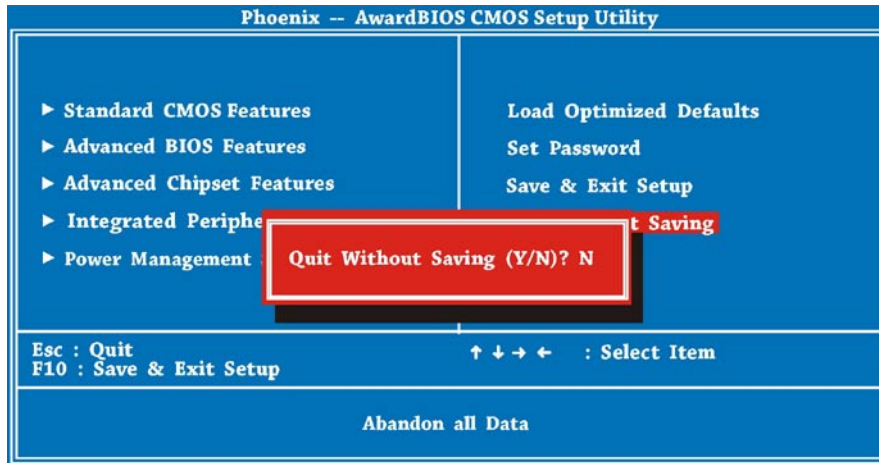 Phoenix -- AwardBIOS CMOS Setup Utility
► Standard CMOS Features
► Advanced BIOS Features
► Advanced Chipset Features
► Integrated Periphe
► Power Management
Load Optimized Defaults
Set Password
Save & Exit Setup
t Saving
Quit Without Saving (Y/N)? N
Esc : Quit
F10 : Save & Exit Setup
↑ ↓ → ← : Select Item
Abandon all Data